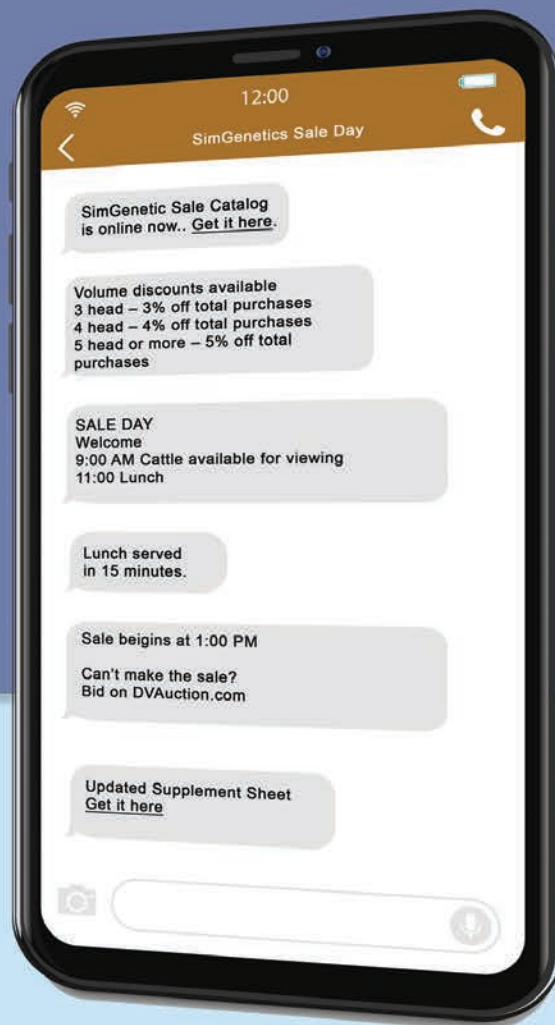 12:00
SimGenetics Sale Day
SimGenetic Sale Catalog
is online now.. Get it here.
Volume discounts available
3 head – 3% off total purchases
4 head – 4% off total purchases
5 head or more – 5% off total
purchases
SALE DAY
Welcome
9:00 AM Cattle available for viewing
11:00 Lunch
Lunch served
in 15 minutes.
Sale beigins at 1:00 PM
Can't make the sale?
Bid on DVAuction.com
Updated Supplement Sheet
Get it here